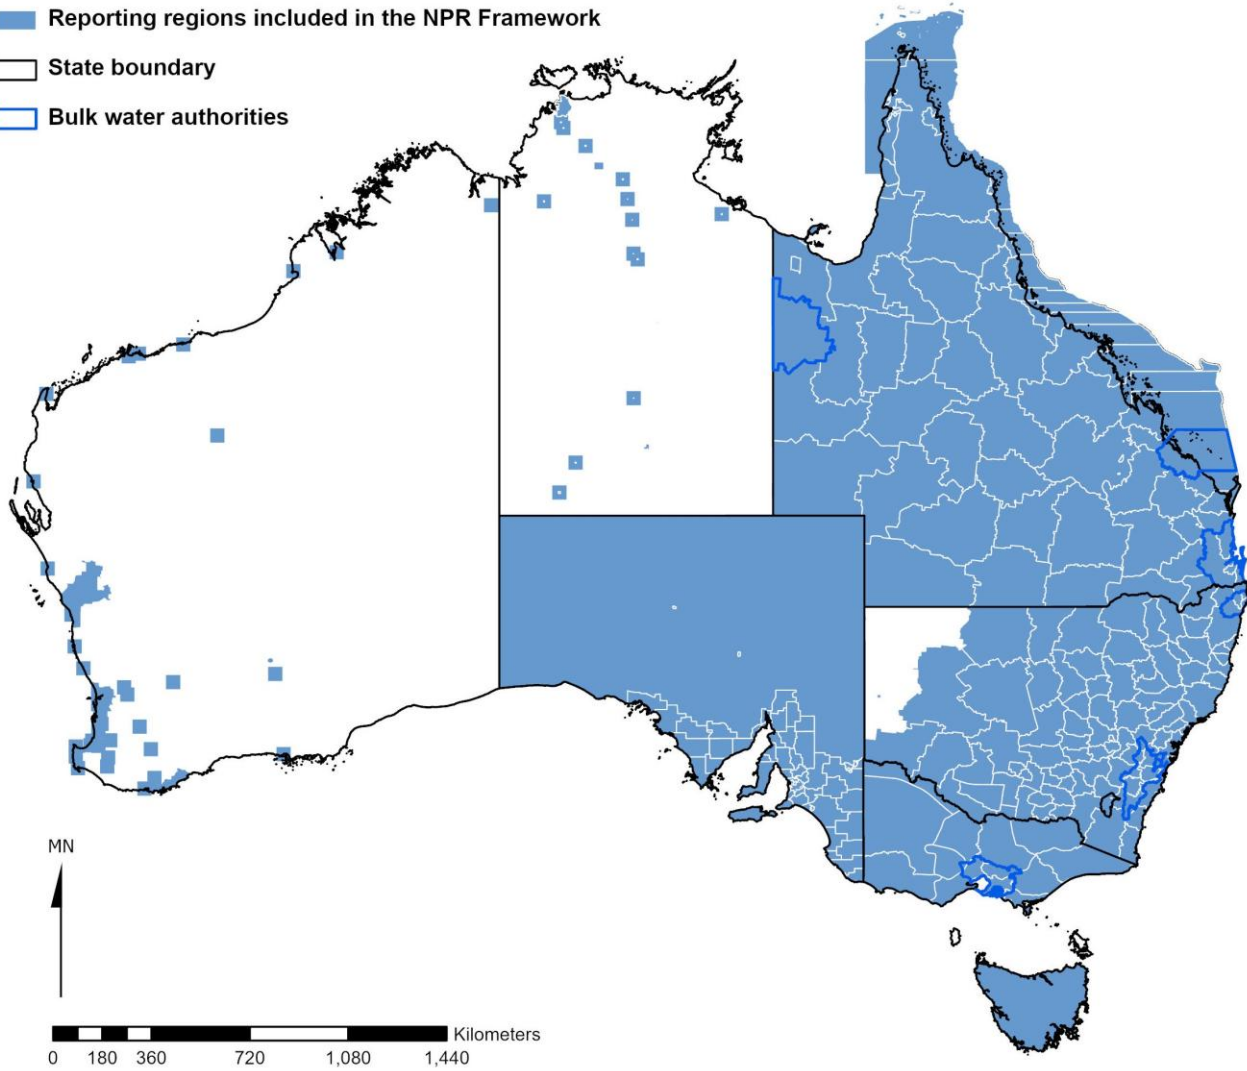 Reporting regions included in the NPR Framework
State boundary
Bulk water authorities
MN
Kilometers
0 180 360 720 1,080 1,440